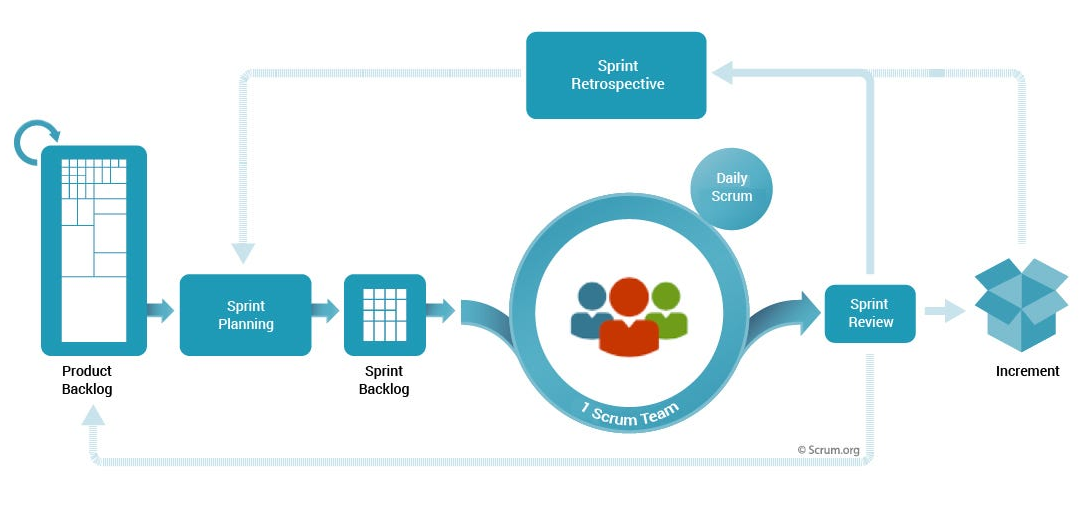 Sprint
Retrospective
Daily
Scrum
Sprint
Planning
Sprint
Review
Product
Backlog
Sprint
Backlog
Increment
1 Scrum Team
© Scrum.org